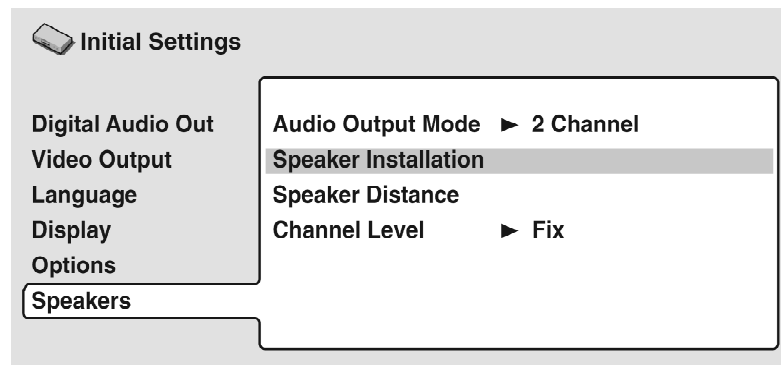 Initial Settings
Digital Audio Out
Video Output
Language
Display
Options
Speakers
Audio Output Mode ► 2 Channel
Speaker Installation
Speaker Distance
Channel Level ► Fix